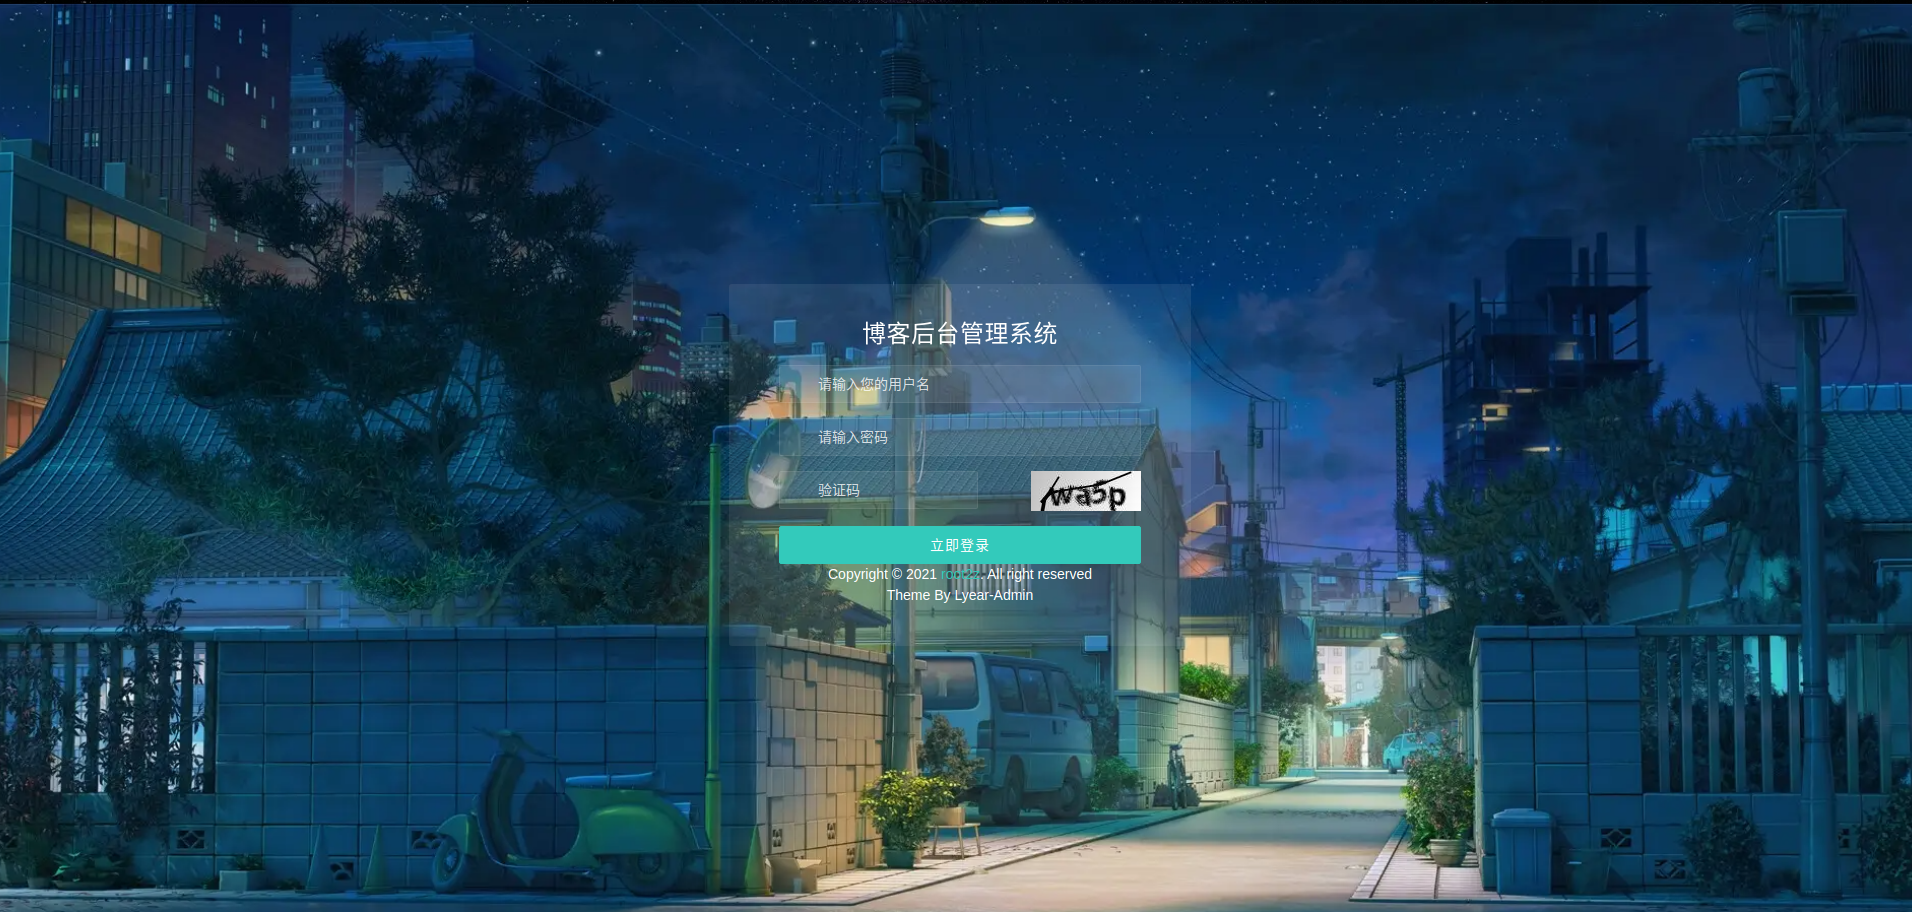 博客后台管理系统
请输入您的用户名
请输入密码
验证码
立即登录
Copyright © 2021 . All right reserved
Theme By Lyear-Admin